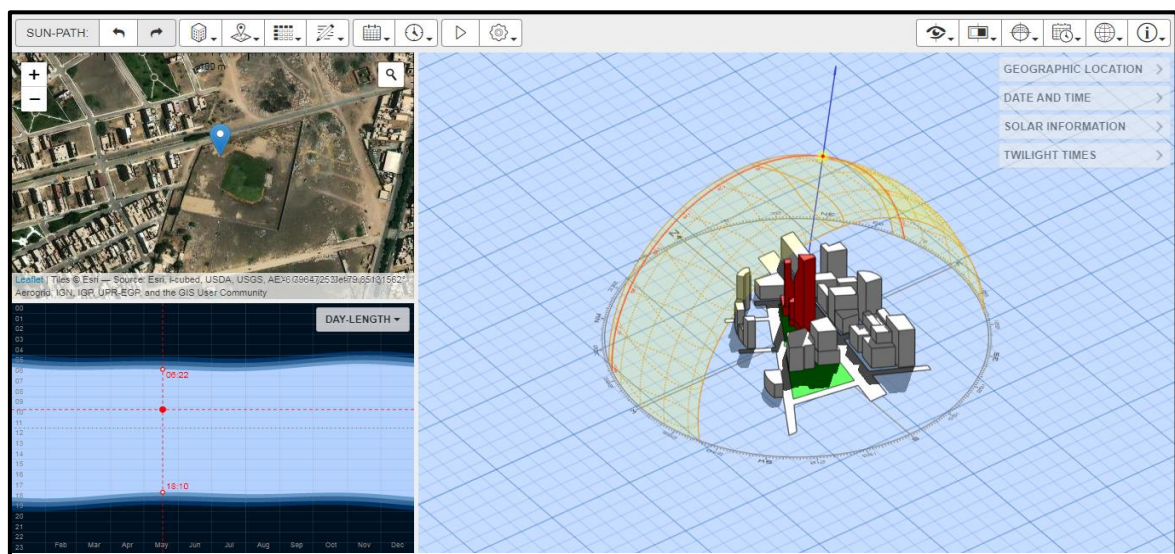 SUN-PATH:
GEOGRAPHIC LOCATION
DATE AND TIME
SOLAR INFORMATION
TWILIGHT TIMES
+
−
Leaflet | Tiles © Esri — Source: Esri, i-cubed, USDA, USGS,
Aerogrid, IGN, IGP, UPR-EGP, and the GIS User Community
DAY-LENGTH
00
01
02
03
04
05
06
07
08
09
10
11
12
13
14
15
16
17
18
19
20
21
22
23
06:22
18:10
Feb Mar Apr May Jun Jul Aug Sep Oct Nov Dec
NE
SE
SW